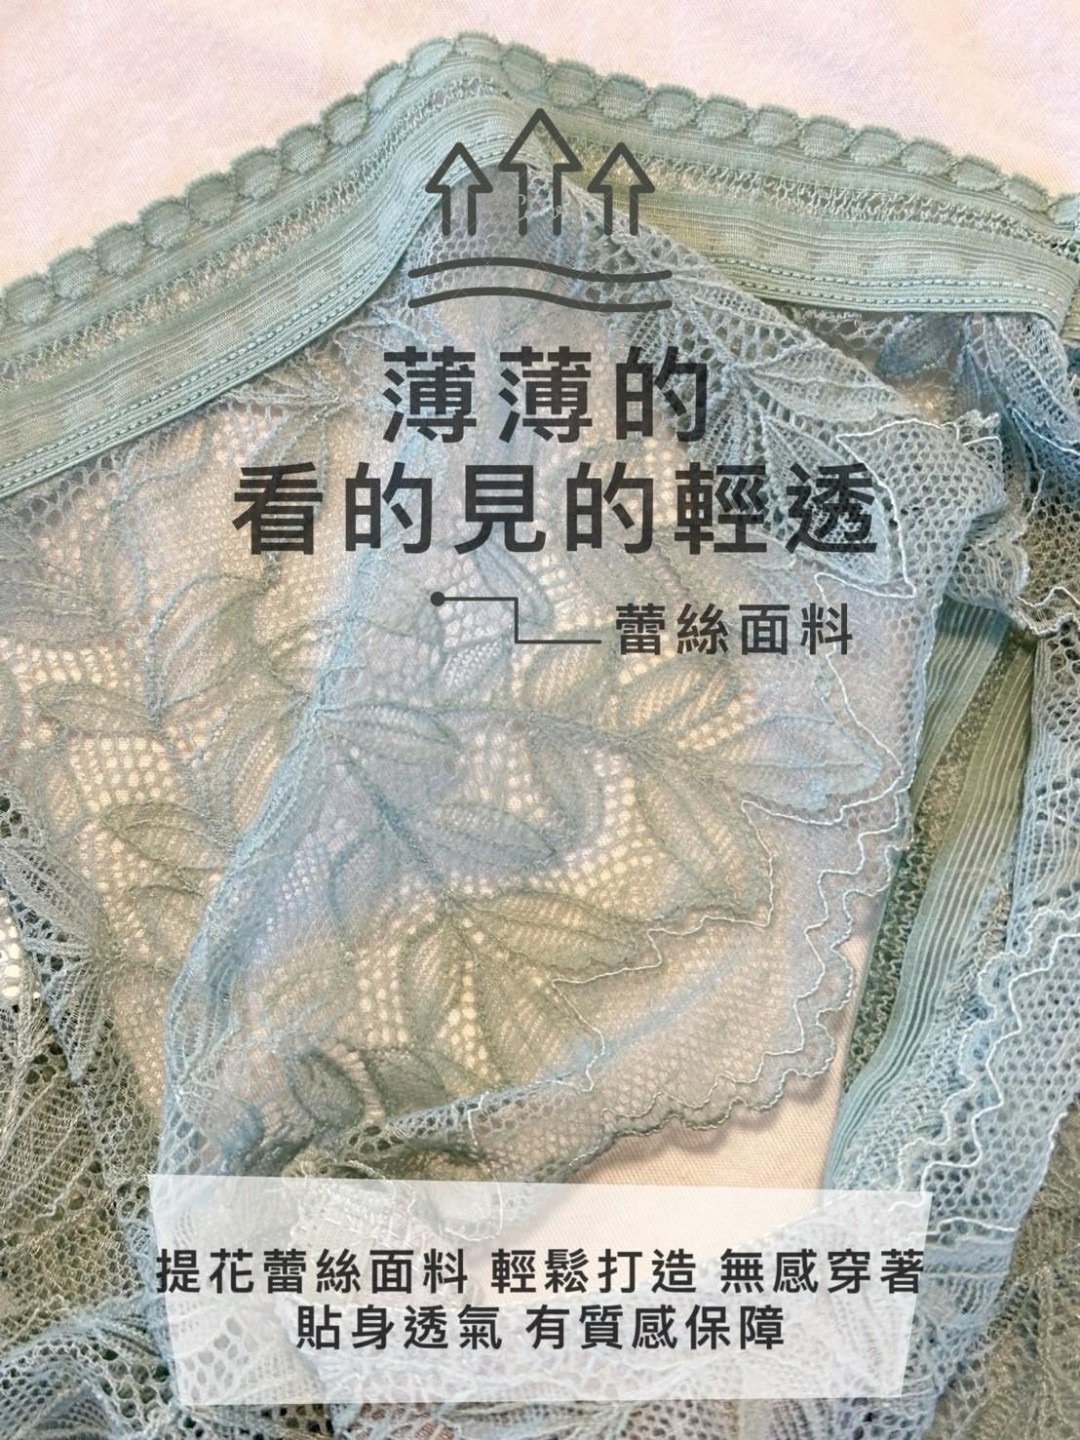 薄薄的
看的見的輕透
蕾絲面料
提花蕾絲面料 輕鬆打造 無感穿著
貼身透氣 有質感保障